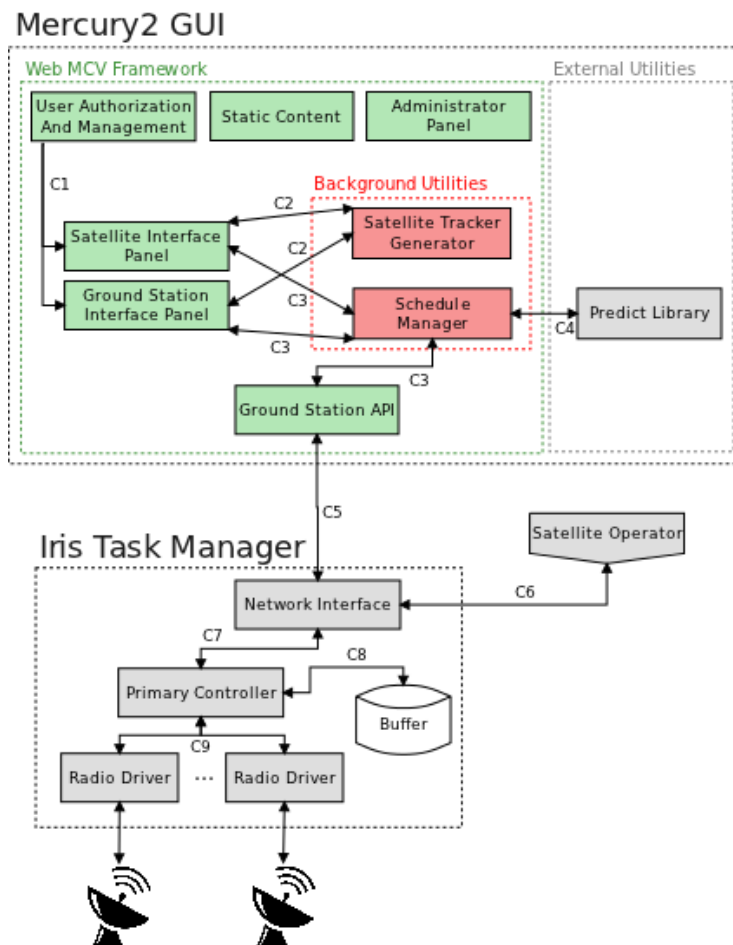 Mercury2 GUI
Web MCV Framework
External Utilities
User Authorization
And Management
Static Content
Administrator
Panel
C1
Background Utilities
C2
Satellite Tracker
Generator
Satellite Interface
Panel
C2
Ground Station
Interface Panel
C3
Schedule
Manager
Predict Library
C4
C3
C3
Ground Station API
C5
Satellite Operator
Iris Task Manager
Network Interface
C6
C7
C8
Primary Controller
Buffer
C9
Radio Driver
...
Radio Driver